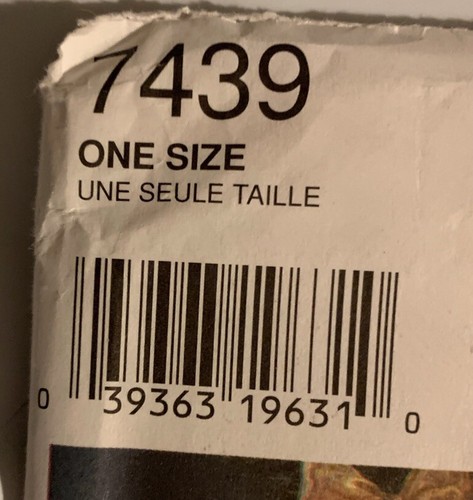 7439
ONE SIZE
UNE SEULE TAILLE
0 39363 19631 0